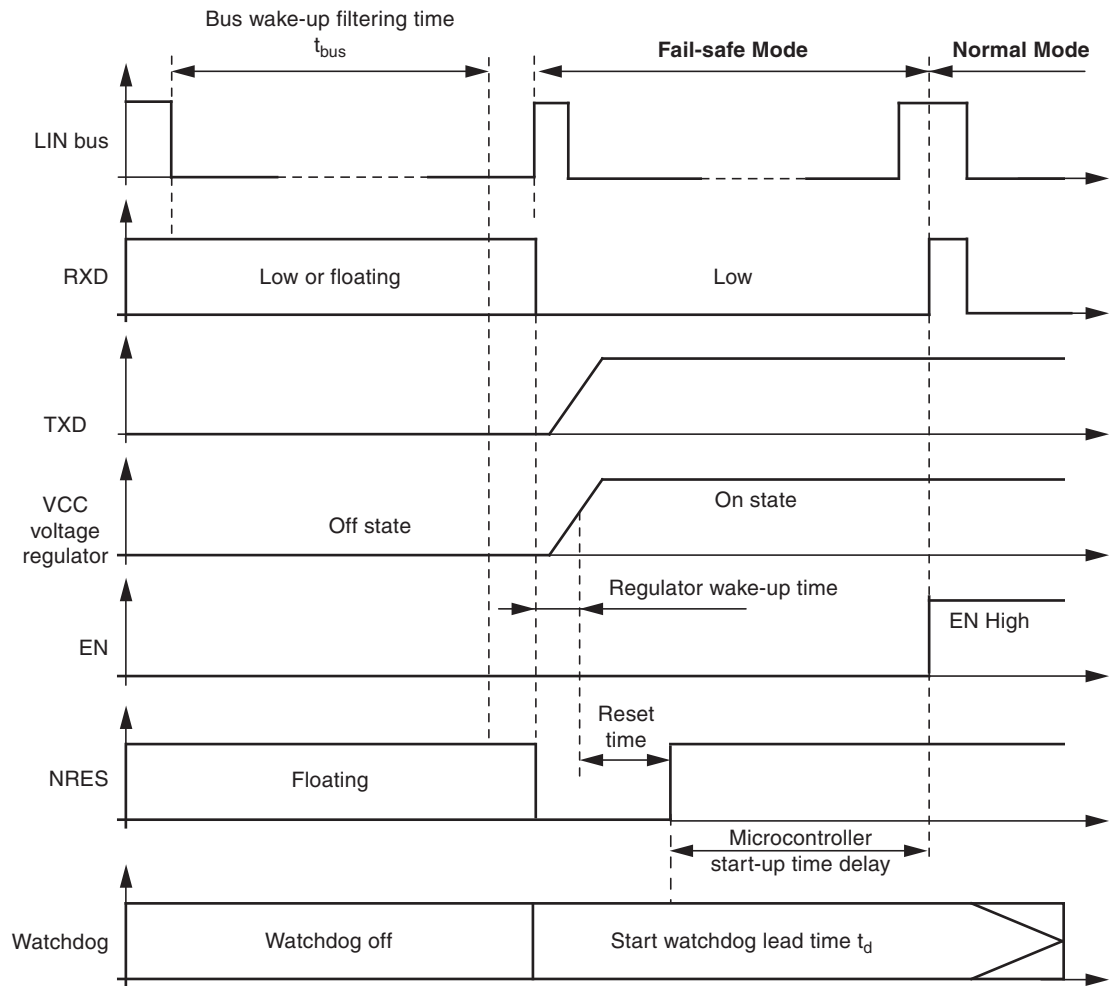 Bus wake-up filtering time
tbus
Fail-safe Mode
Normal Mode
LIN bus
RXD
Low or floating
Low
TXD
VCC
voltage
regulator
Off state
On state
Regulator wake-up time
EN
EN High
Reset
time
NRES
Floating
Microcontroller
start-up time delay
Watchdog
Watchdog off
Start watchdog lead time td